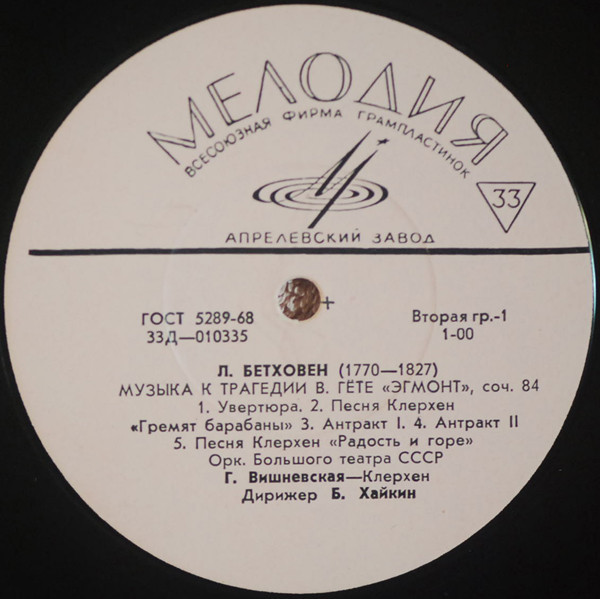 МЕЛОДИЯ
ВСЕСОЮЗНАЯ ФИРМА ГРАМПЛАСТИНОК
33
АПРЕЛЕВСКИЙ ЗАВОД
ГОСТ 5289-68
33Д—010335
Вторая гр.-1
1-00
Л. БЕТХОВЕН (1770—1827)
МУЗЫКА К ТРАГЕДИИ В. ГЁТЕ «ЭГМОНТ», соч. 84
1. Увертюра. 2. Песня Клерхен
«Гремят барабаны» 3. Антракт I. 4. Антракт II
5. Песня Клерхен «Радость и горе»
Орк. Большого театра СССР
Г. Вишневская—Клерхен
Дирижер Б. Хайкин